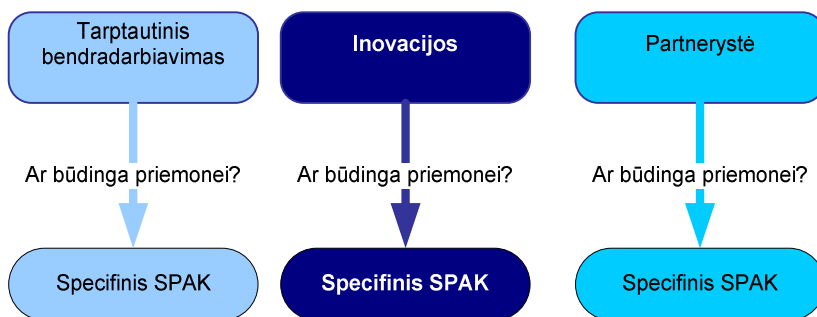 Tarptautinis
bendradarbiavimas
Inovacijos
Partnerystė
Ar būdinga priemonei?
Ar būdinga priemonei?
Ar būdinga priemonei?
Specifinis SPAK
Specifinis SPAK
Specifinis SPAK